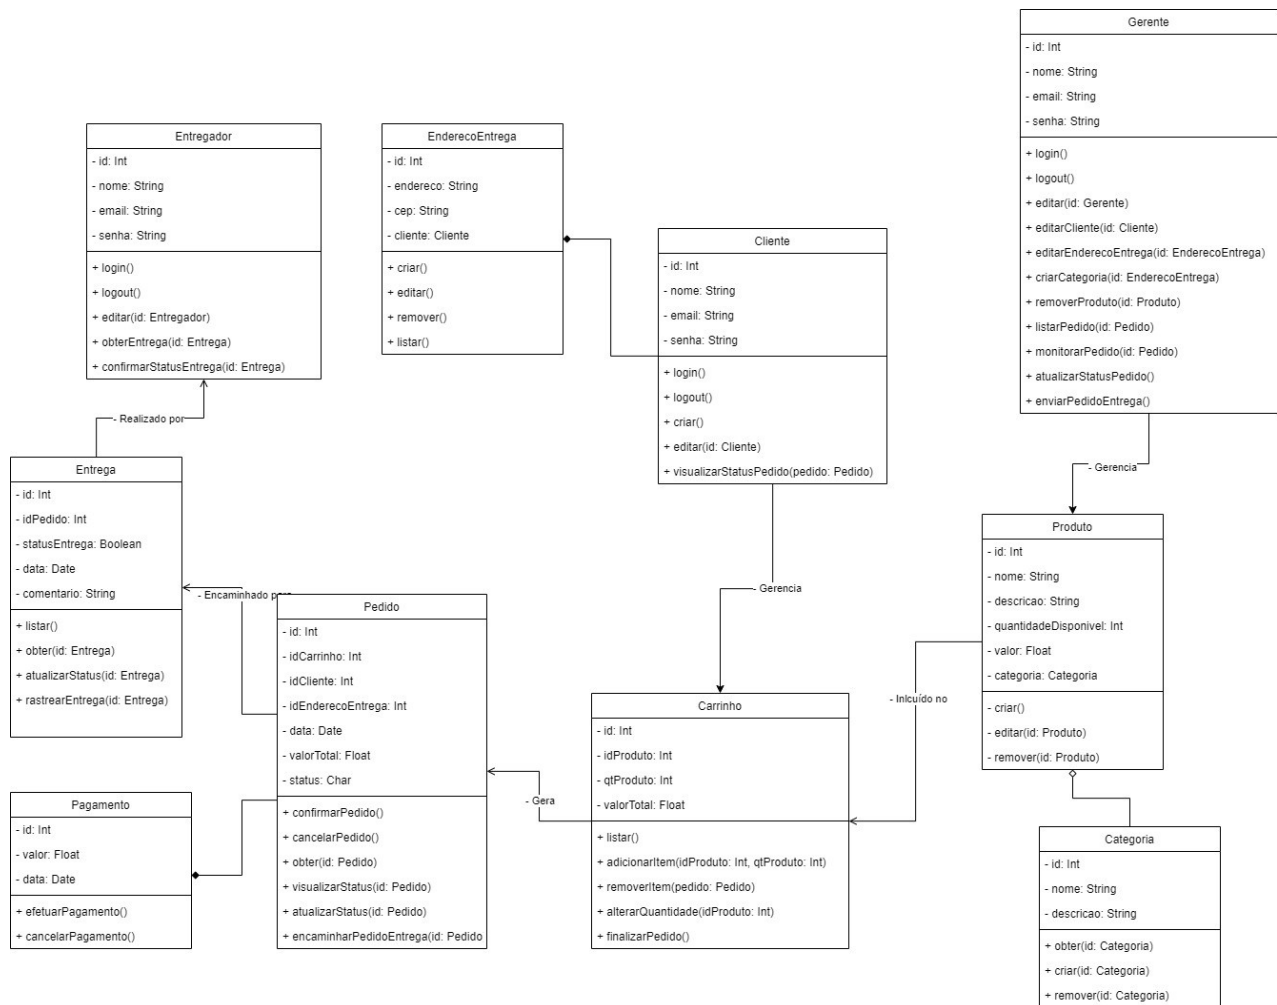 Gerente
- id: Int
- nome: String
- email: String
- senha: String
+ login()
+ logout()
+ editar(id: Gerente)
+ editarCliente(id: Cliente)
+ editarEnderecoEntrega(id: EnderecoEntrega)
+ criarCategoria(id: EnderecoEntrega)
+ removerProduto(id: Produto)
+ listarPedido(id: Pedido)
+ monitorarPedido(id: Pedido)
+ atualizarStatusPedido()
+ enviarPedidoEntrega()
Entregador
- id: Int
- nome: String
- email: String
- senha: String
+ login()
+ logout()
+ editar(id: Entregador)
+ obterEntrega(id: Entrega)
+ confirmarStatusEntrega(id: Entrega)
EnderecoEntrega
- id: Int
- endereco: String
- cep: String
- cliente: Cliente
+ criar()
+ editar()
+ remover()
+ listar()
Cliente
- id: Int
- nome: String
- email: String
- senha: String
+ login()
+ logout()
+ criar()
+ editar(id: Cliente)
+ visualizarStatusPedido(pedido: Pedido)
- Realizado por
- Gerencia
Entrega
- id: Int
- idPedido: Int
- statusEntrega: Boolean
- data: Date
- comentario: String
+ listar()
+ obter(id: Entrega)
+ atualizarStatus(id: Entrega)
+ rastrearEntrega(id: Entrega)
- Encaminhado
Pedido
- id: Int
- idCarrinho: Int
- idCliente: Int
- idEnderecoEntrega: Int
- data: Date
- valorTotal: Float
- status: Char
+ confirmarPedido()
+ cancelarPedido()
+ obter(id: Pedido)
+ visualizarStatus(id: Pedido)
+ atualizarStatus(id: Pedido)
+ encaminharPedidoEntrega(id: Pedido
- Gerencia
Produto
- id: Int
- nome: String
- descricao: String
- quantidadeDisponivel: Int
- valor: Float
- categoria: Categoria
- criar()
- editar(id: Produto)
- remover(id: Produto)
- Inlcuído no
Carrinho
- id: Int
- idProduto: Int
- qtProduto: Int
- valorTotal: Float
+ listar()
+ adicionarItem(idProduto: Int, qtProduto: Int)
+ removerItem(pedido: Pedido)
+ alterarQuantidade(idProduto: Int)
+ finalizarPedido()
- Gera
Pagamento
- id: Int
- valor: Float
- data: Date
+ efetuarPagamento()
+ cancelarPagamento()
Categoria
- id: Int
- nome: String
- descricao: String
+ obter(id: Categoria)
+ criar(id: Categoria)
+ remover(id: Categoria)